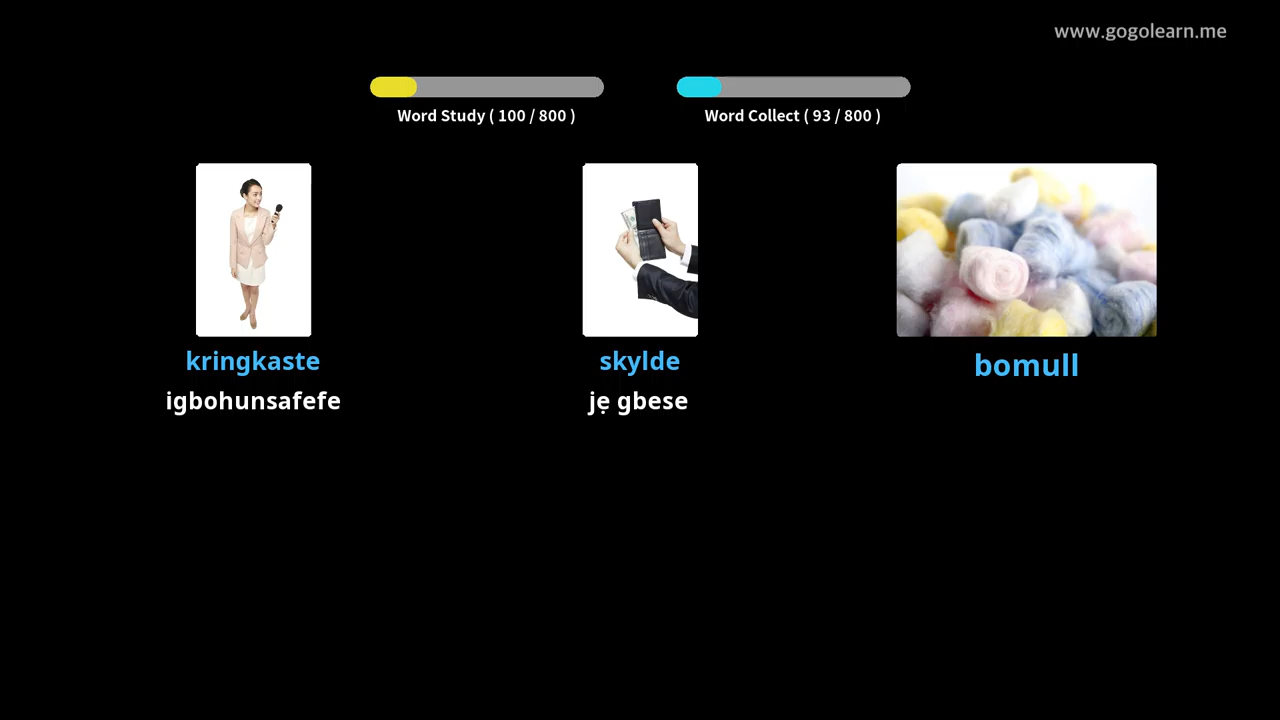 www.gogolearn.me
Word Study ( 100 / 800 )
Word Collect ( 93 / 800 )
kringkaste
igbohunsafefe
skylde
jẹ gbese
bomull